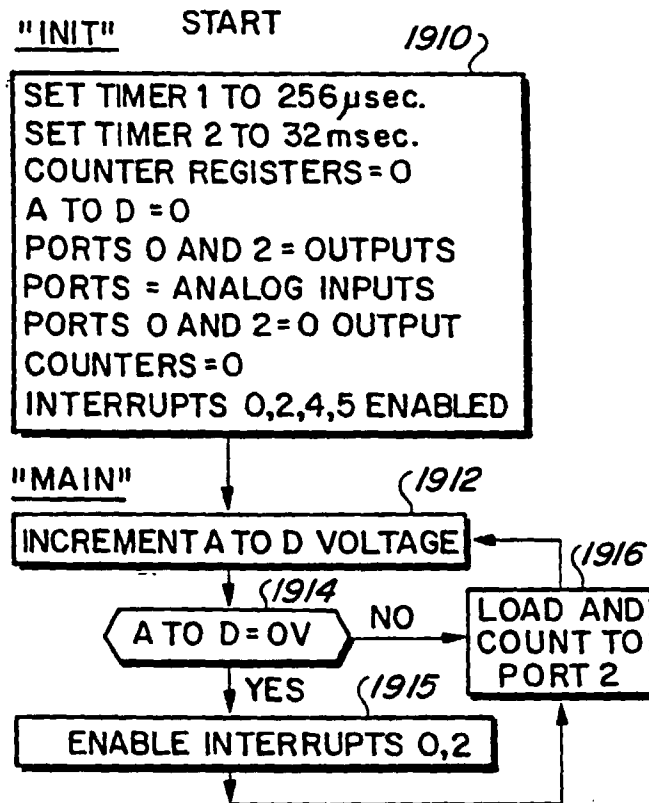 "INIT" START
1910
SET TIMER 1 TO 256µsec.
SET TIMER 2 TO 32msec.
COUNTER REGISTERS=0
A TO D=0
PORTS 0 AND 2=OUTPUTS
PORTS = ANALOG INPUTS
PORTS 0 AND 2=0 OUTPUT
COUNTERS=0
INTERRUPTS 0,2,4,5 ENABLED
"MAIN"
1912
INCREMENT A TO D VOLTAGE
1914
A TO D=0V
NO
1916
LOAD AND
COUNT TO
PORT 2
YES
1915
ENABLE INTERRUPTS 0,2